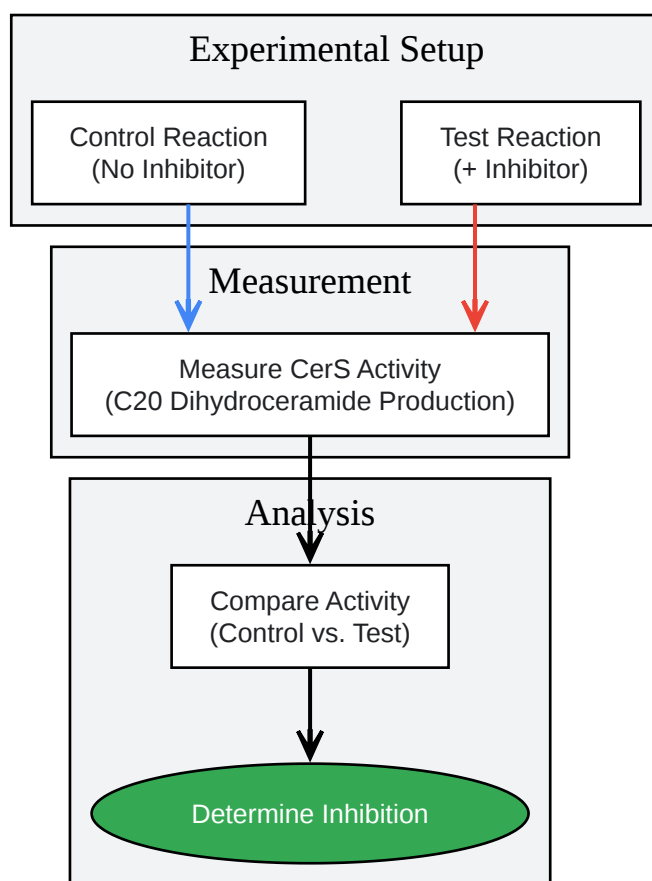 Experimental Setup
Control Reaction
(No Inhibitor)
Test Reaction
(+ Inhibitor)
Measurement
Measure CerS Activity
(C20 Dihydroceramide Production)
Analysis
Compare Activity
(Control vs. Test)
Determine Inhibition